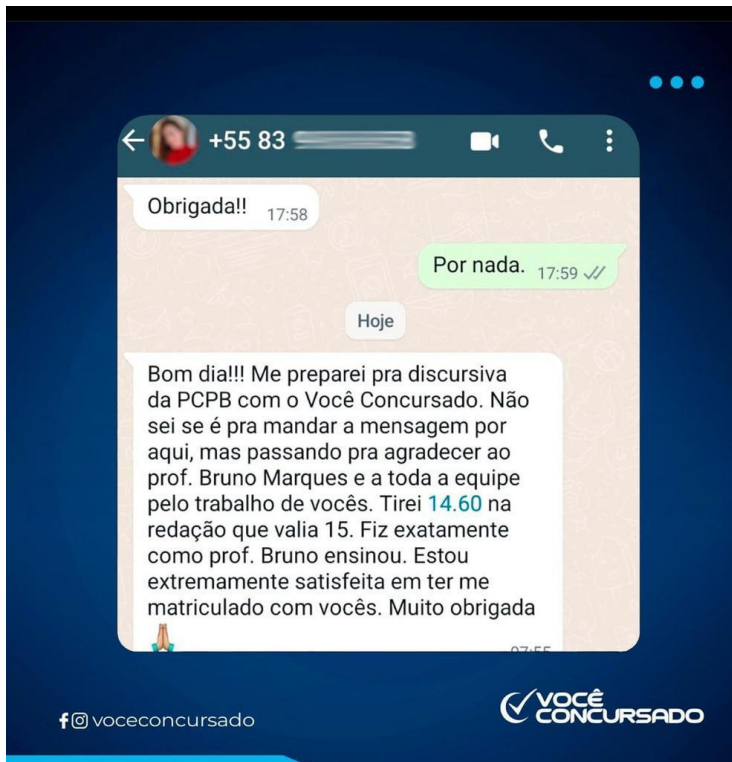 +55 83
Obrigada!! 17:58
Por nada. 17:59
Hoje
Bom dia!!! Me preparei pra discursiva
da PCPB com o Você Concursado. Não
sei se é pra mandar a mensagem por
aqui, mas passando pra agradecer ao
prof. Bruno Marques e a toda a equipe
pelo trabalho de vocês. Tirei 14.60 na
redação que valia 15. Fiz exatamente
como prof. Bruno ensinou. Estou
extremamente satisfeita em ter me
matriculado com vocês. Muito obrigada
07:55
voceconcursado
VOCÊ
CONCURSADO